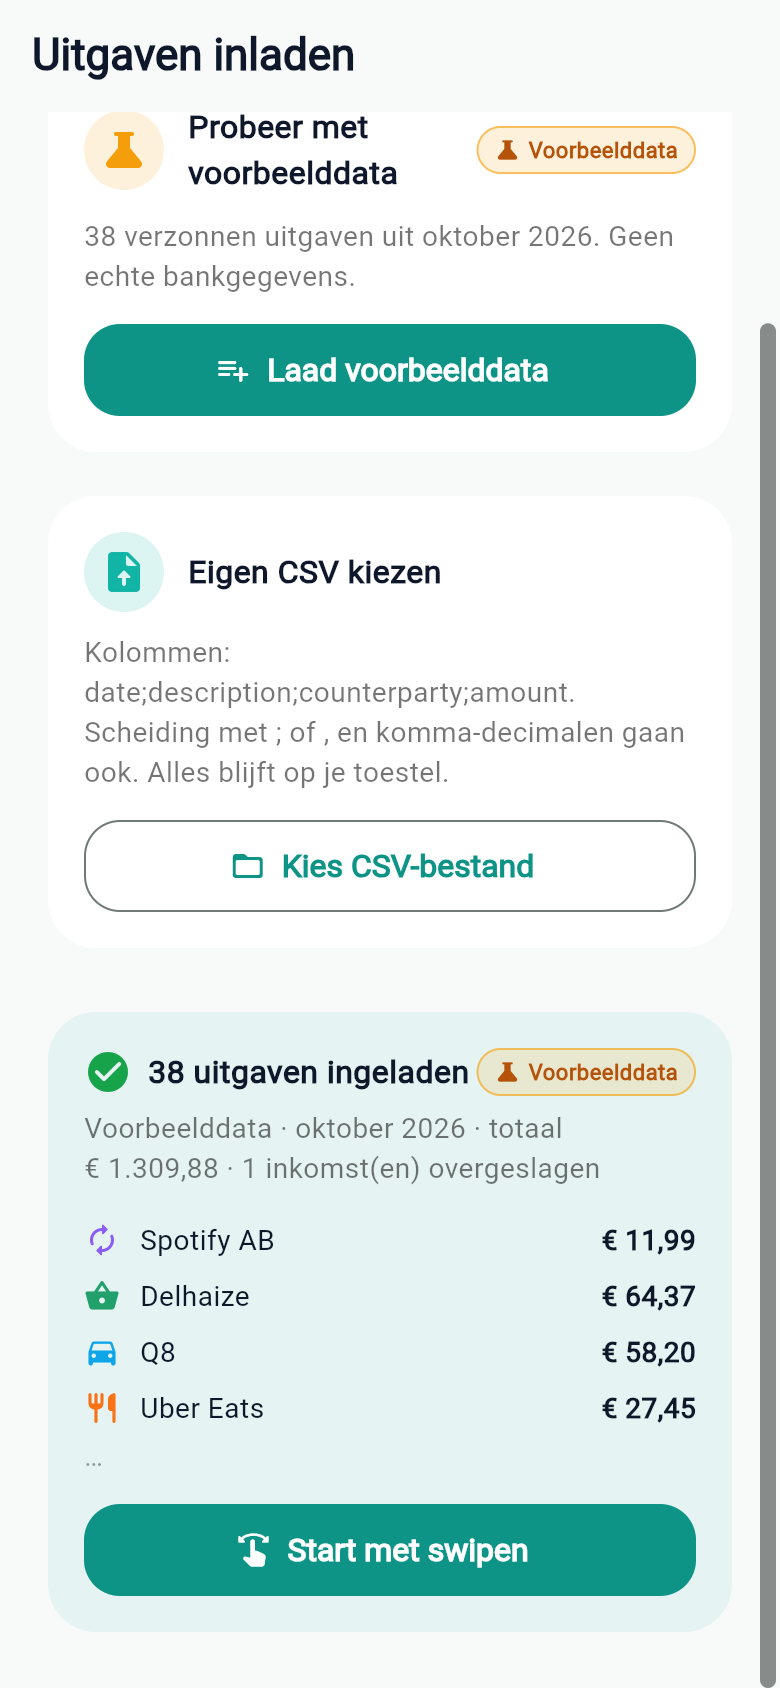 Uitgaven inladen
Probeer met
voorbeelddata
Voorbeelddata
38 verzonnen uitgaven uit oktober 2026. Geen
echte bankgegevens.
Laad voorbeelddata
Eigen CSV kiezen
Kolommen:
date;description;counterparty;amount.
Scheiding met ; of , en komma-decimalen gaan
ook. Alles blijft op je toestel.
Kies CSV-bestand
38 uitgaven ingeladen
Voorbeelddata
Voorbeelddata · oktober 2026 · totaal
€ 1.309,88 · 1 inkomst(en) overgeslagen
Spotify AB € 11,99
Delhaize € 64,37
Q8 € 58,20
Uber Eats € 27,45
…
Start met swipen